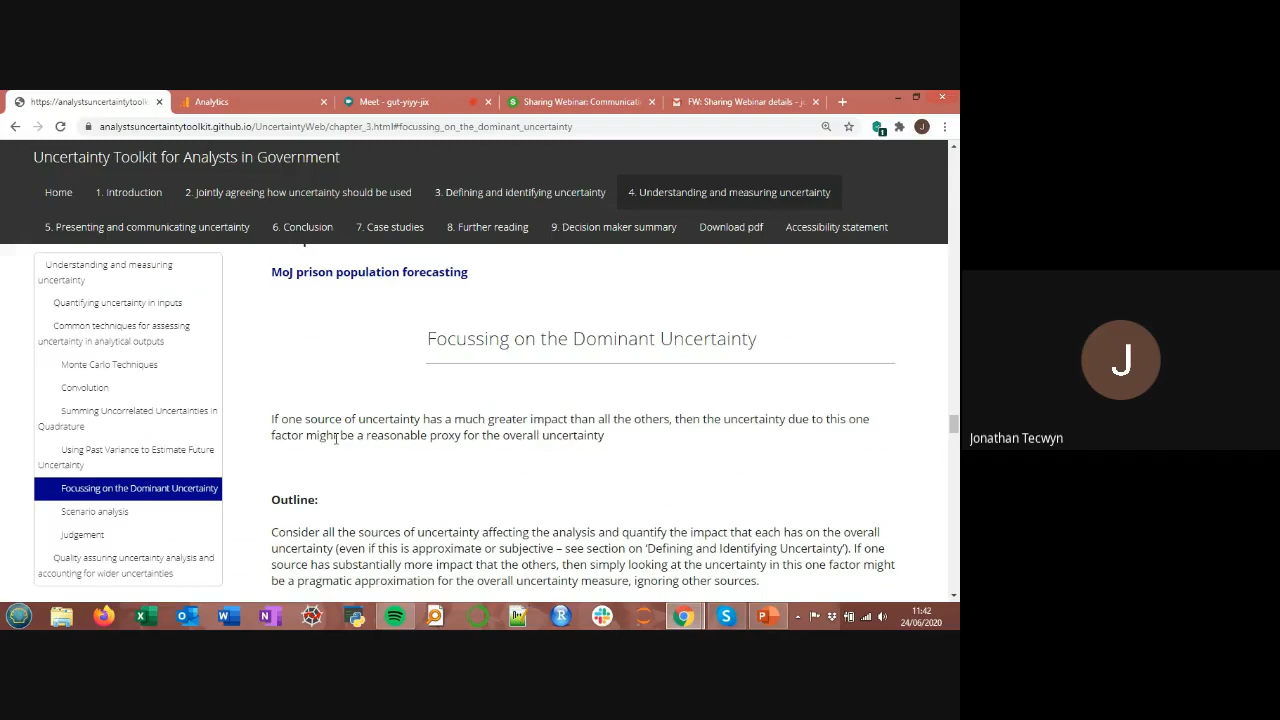 https://analystsuncertaintytoolk
Analytics
Meet - gut-yyy-jix
Sharing Webinar: Communicati
FW: Sharing Webinar details - jo
analystsuncertaintytoolkit.github.io/UncertaintyWeb/chapter_3.html#focussing_on_the_dominant_uncertainty
J
Uncertainty Toolkit for Analysts in Government
Home
1. Introduction
2. Jointly agreeing how uncertainty should be used
3. Defining and identifying uncertainty
4. Understanding and measuring uncertainty
5. Presenting and communicating uncertainty
6. Conclusion
7. Case studies
8. Further reading
9. Decision maker summary
Download pdf
Accessibility statement
Understanding and measuring
uncertainty
Quantifying uncertainty in inputs
Common techniques for assessing
uncertainty in analytical outputs
Monte Carlo Techniques
Convolution
Summing Uncorrelated Uncertainties in
Quadrature
Using Past Variance to Estimate Future
Uncertainty
Focussing on the Dominant Uncertainty
Scenario analysis
Judgement
Quality assuring uncertainty analysis and
accounting for wider uncertainties
MoJ prison population forecasting
Focussing on the Dominant Uncertainty
If one source of uncertainty has a much greater impact than all the others, then the uncertainty due to this one
factor might be a reasonable proxy for the overall uncertainty
Outline:
Consider all the sources of uncertainty affecting the analysis and quantify the impact that each has on the overall
uncertainty (even if this is approximate or subjective – see section on ‘Defining and Identifying Uncertainty’). If one
source has substantially more impact that the others, then simply looking at the uncertainty in this one factor might
be a pragmatic approximation for the overall uncertainty measure, ignoring other sources.
11:42
24/06/2020
J
Jonathan Tecwyn